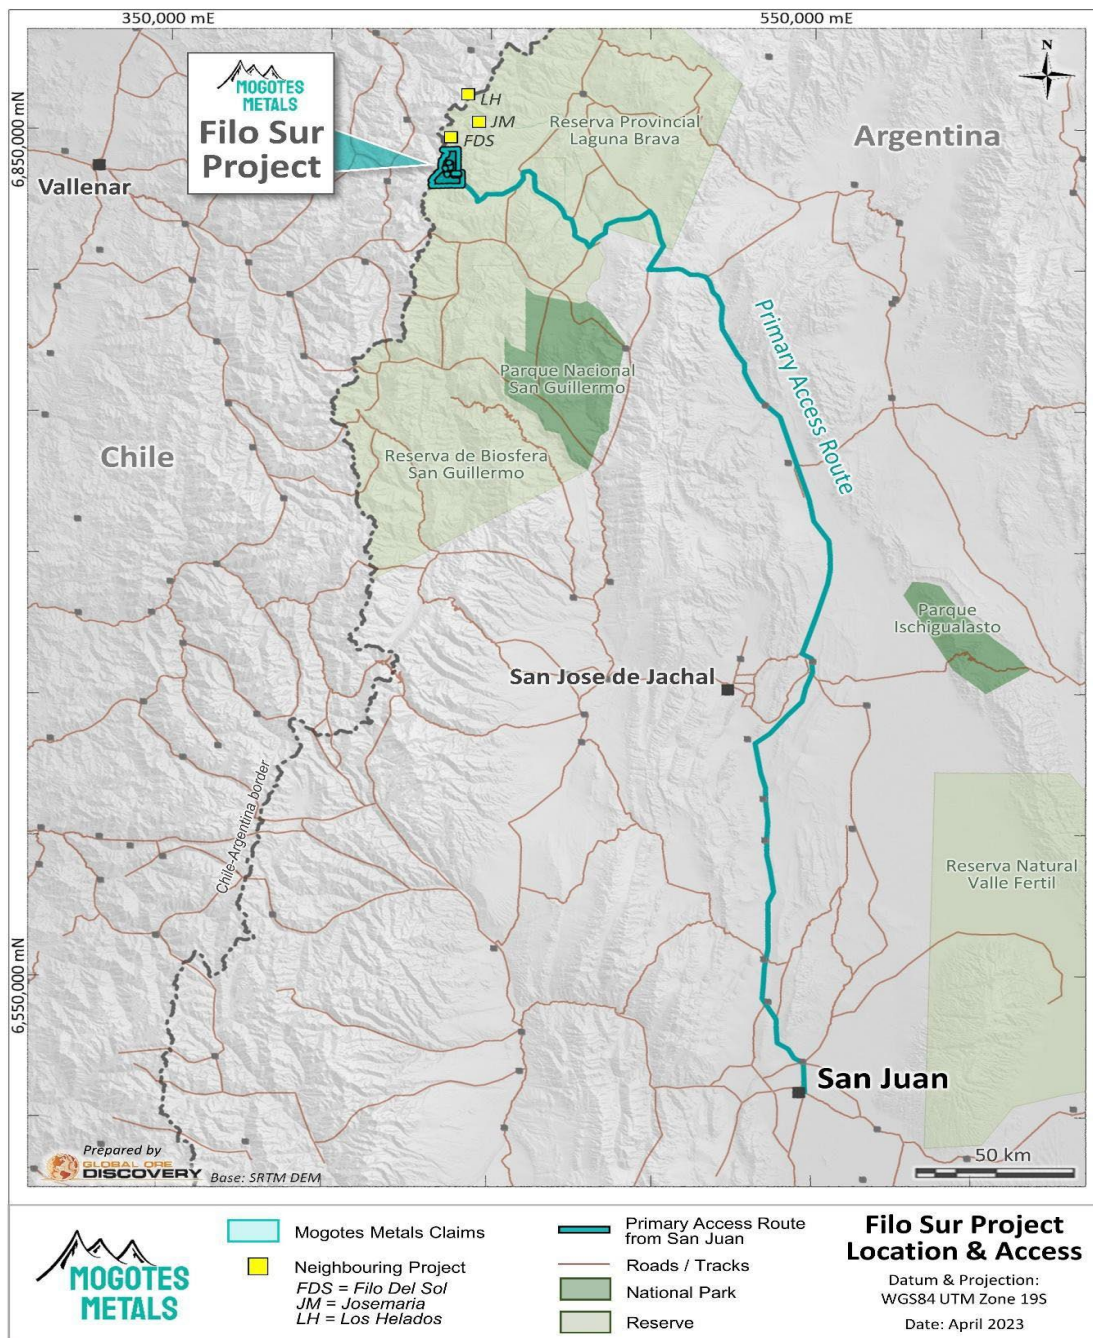 350,000 mE
550,000 mE
6,850,000 mN
6,550,000 mN
N
MOGOTES
METALS
Filo Sur
Project
LH
JM
FDS
Reserva Provincial
Laguna Brava
Argentina
Vallenar
Primary Access Route
Parque Nacional
San Guillermo
Chile
Reserva de Biosfera
San Guillermo
Parque
Ischigualasto
San Jose de Jachal
Chile-Argentina border
Reserva Natural
Valle Fertil
San Juan
Prepared by
GLOBAL ORE
DISCOVERY
Base: SRTM DEM
50 km
MOGOTES
METALS
Mogotes Metals Claims
Neighbouring Project
FDS = Filo Del Sol
JM = Josemaria
LH = Los Helados
Primary Access Route
from San Juan
Roads / Tracks
National Park
Reserve
Filo Sur Project
Location & Access
Datum & Projection:
WGS84 UTM Zone 19S
Date: April 2023